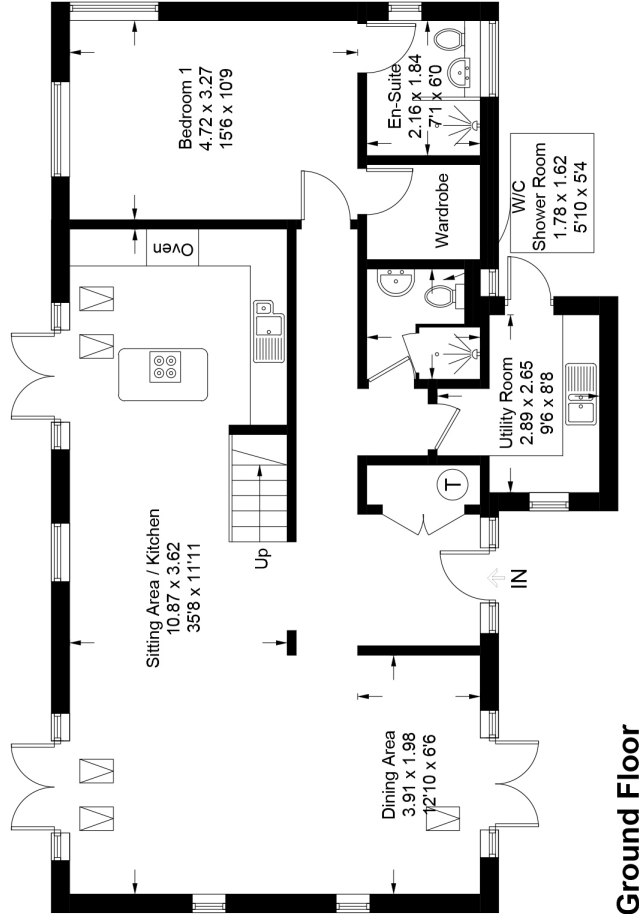 Bedroom 1
4.72 x 3.27
15'6 x 10'9
En-Suite
2.16 x 1.84
7'1 x 6'0
Oven
Wardrobe
W/C
Shower Room
1.78 x 1.62
5'10 x 5'4
Utility Room
2.89 x 2.65
9'6 x 8'8
Sitting Area / Kitchen
10.87 x 3.62
35'8 x 11'11
Up
T
IN
Dining Area
3.91 x 1.98
12'10 x 6'6
Ground Floor